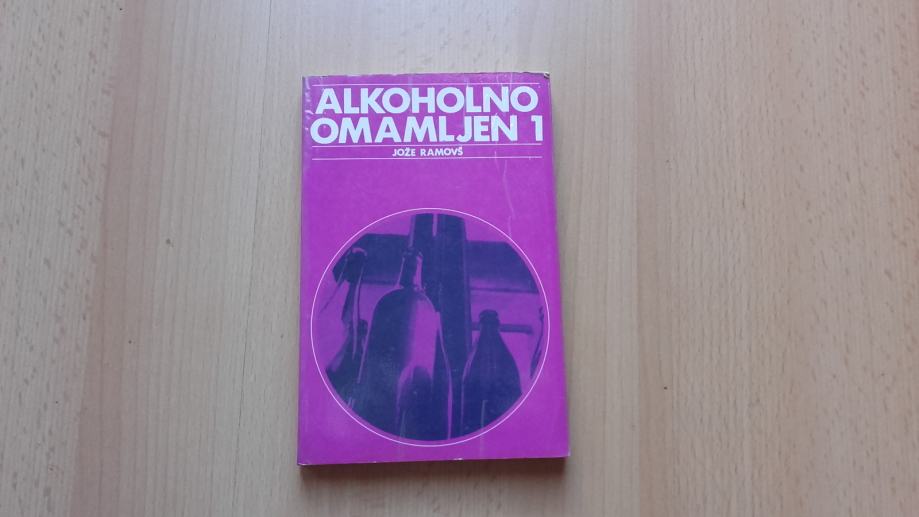 ALKOHOLNO
OMAMLJEN 1
JOŽE RAMOVŠ